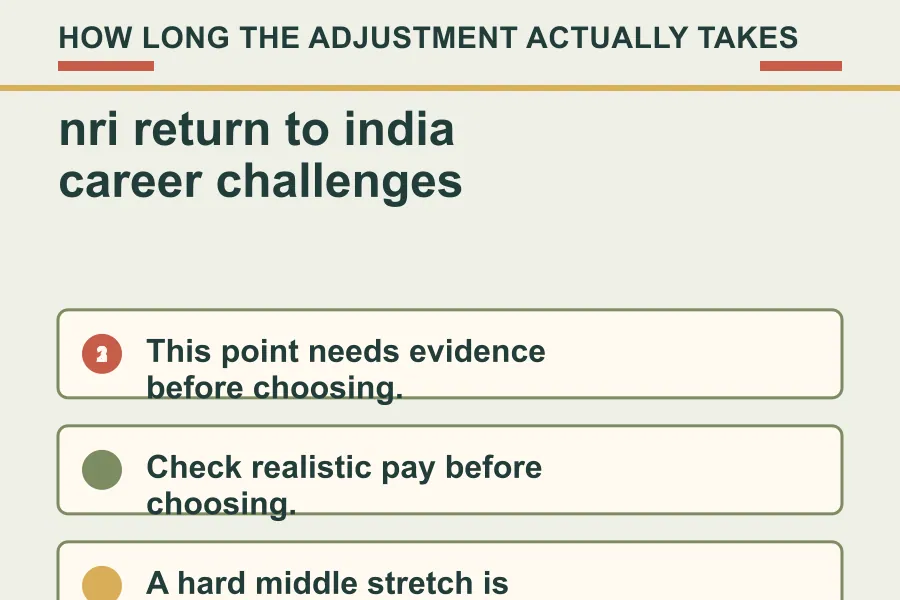 HOW LONG THE ADJUSTMENT ACTUALLY TAKES
nri return to india
career challenges
This point needs evidence
before choosing.
Check realistic pay before
choosing.
A hard middle stretch is